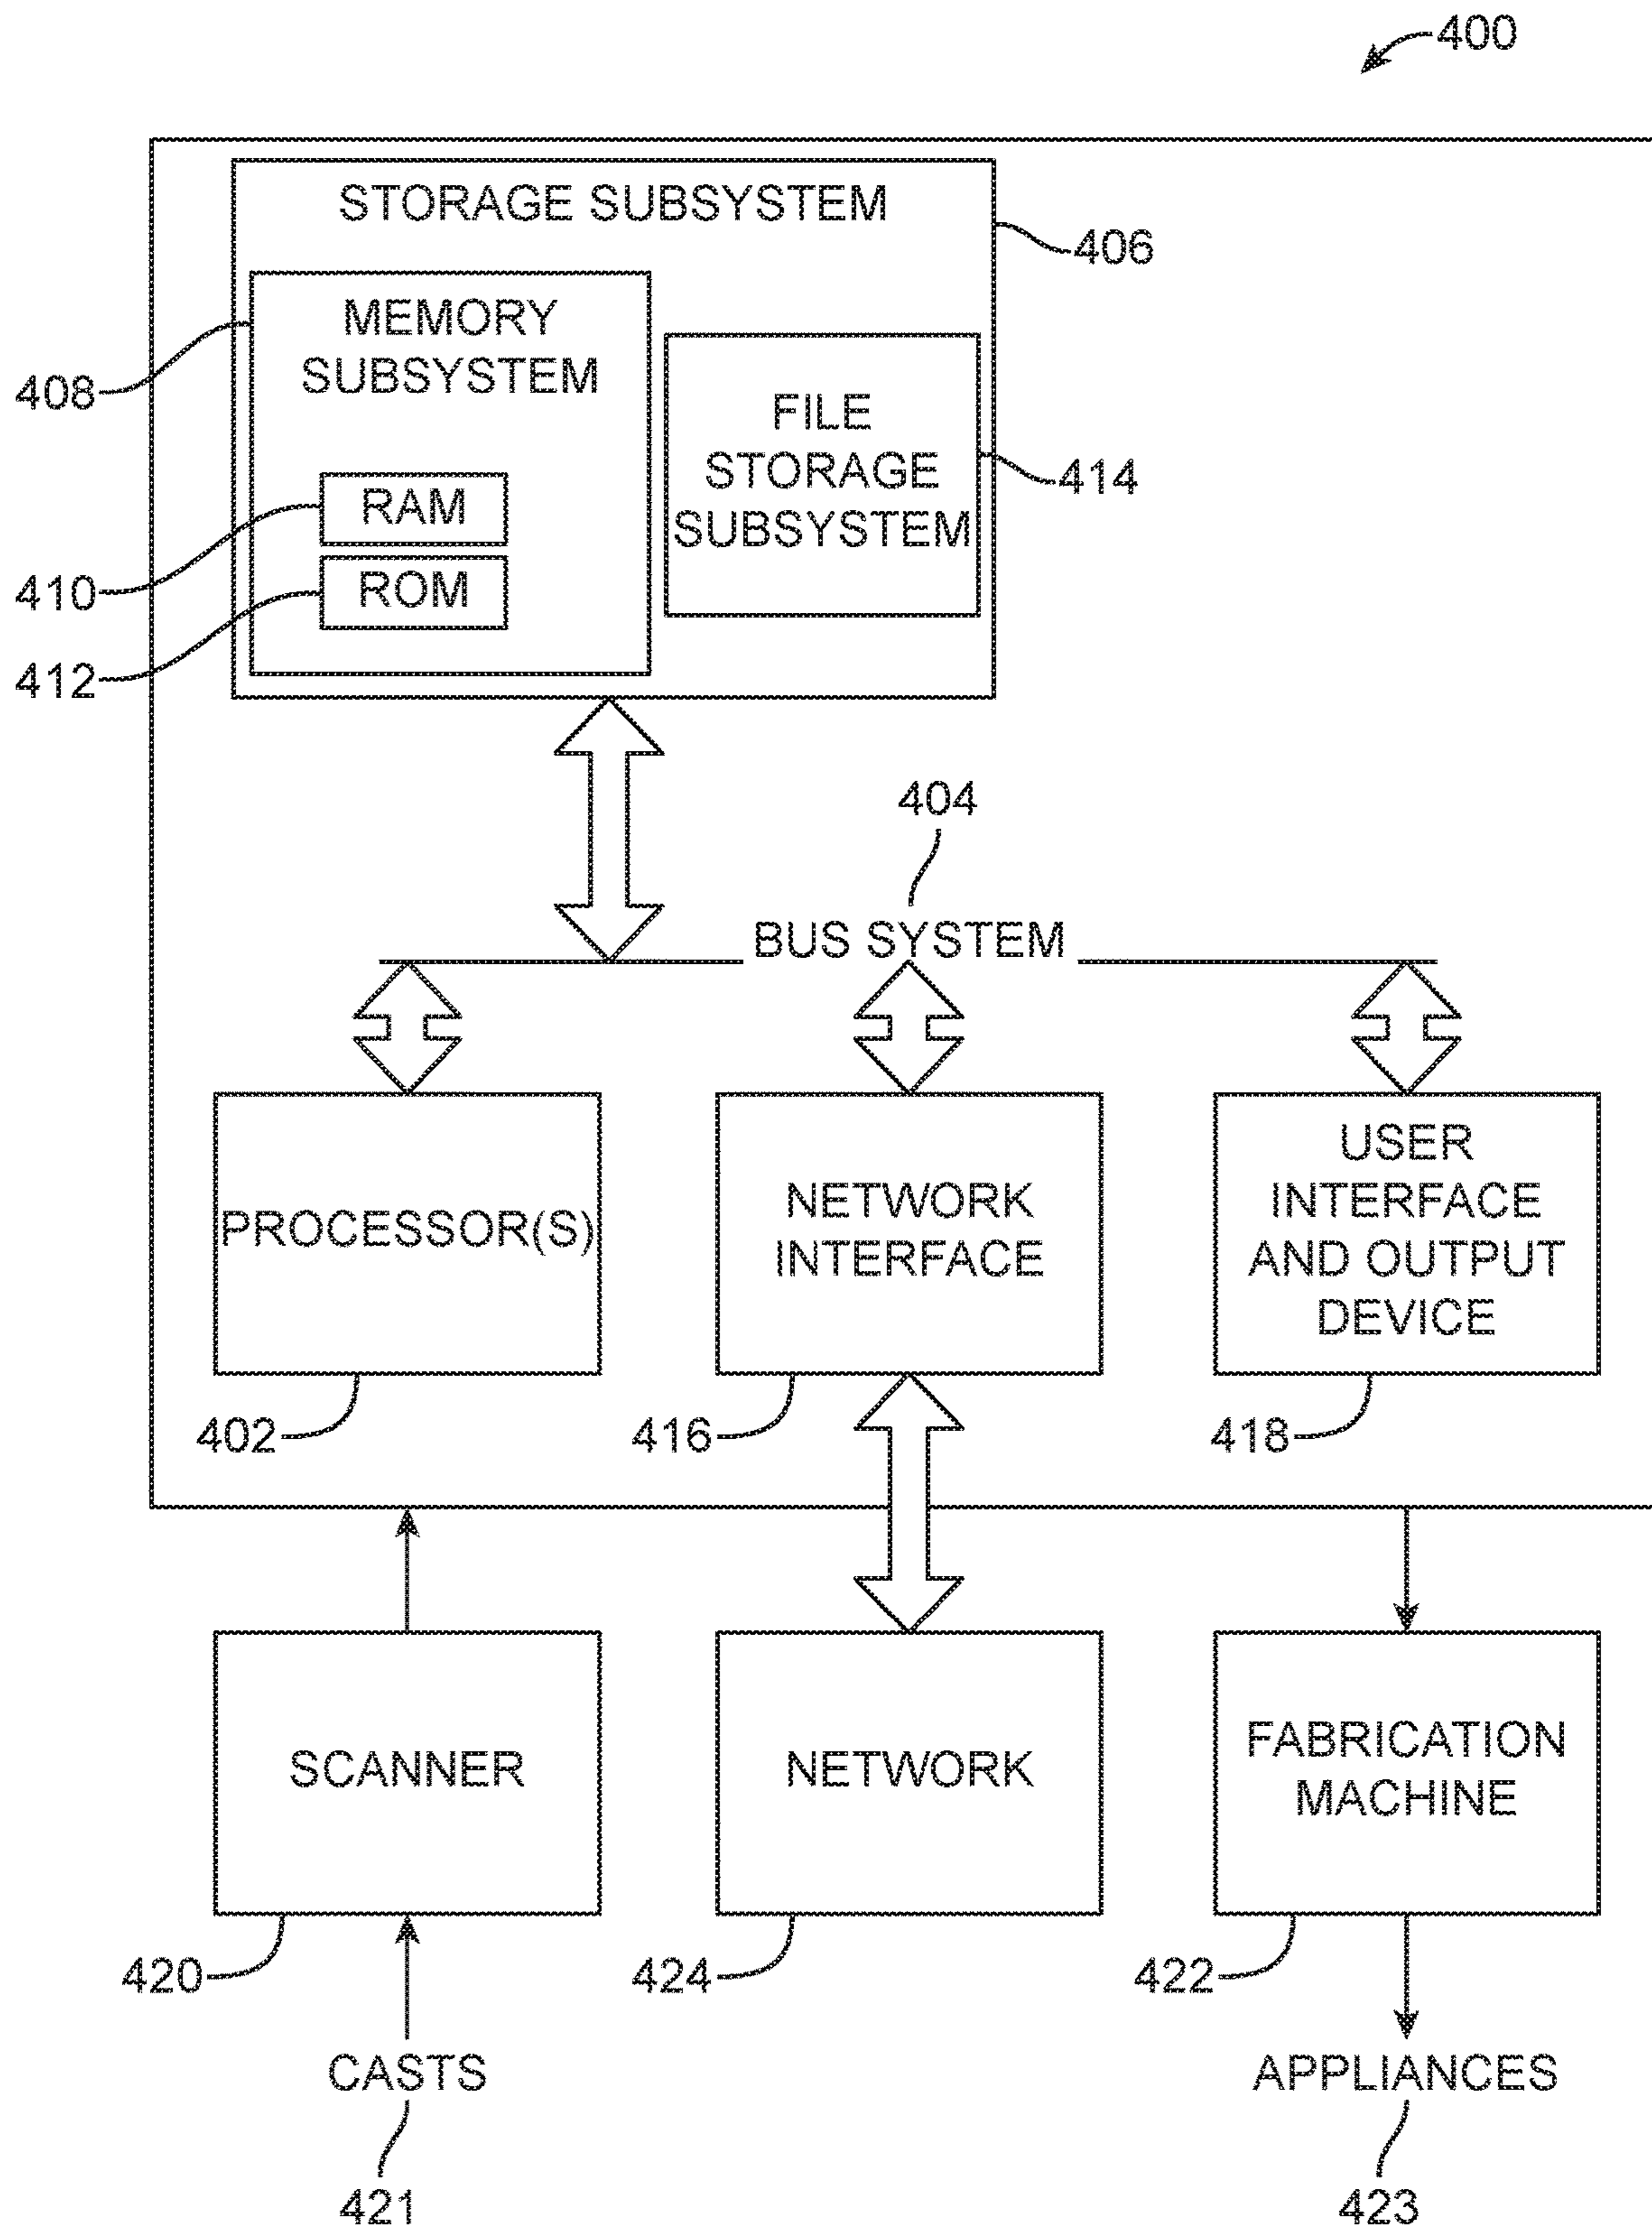 400
STORAGE SUBSYSTEM
406
MEMORY
SUBSYSTEM
408
FILE
STORAGE
SUBSYSTEM
414
RAM
410
ROM
412
404
BUS SYSTEM
PROCESSOR(S)
402
NETWORK
INTERFACE
416
USER
INTERFACE
AND OUTPUT
DEVICE
418
SCANNER
420
NETWORK
424
FABRICATION
MACHINE
422
CASTS
421
APPLIANCES
423